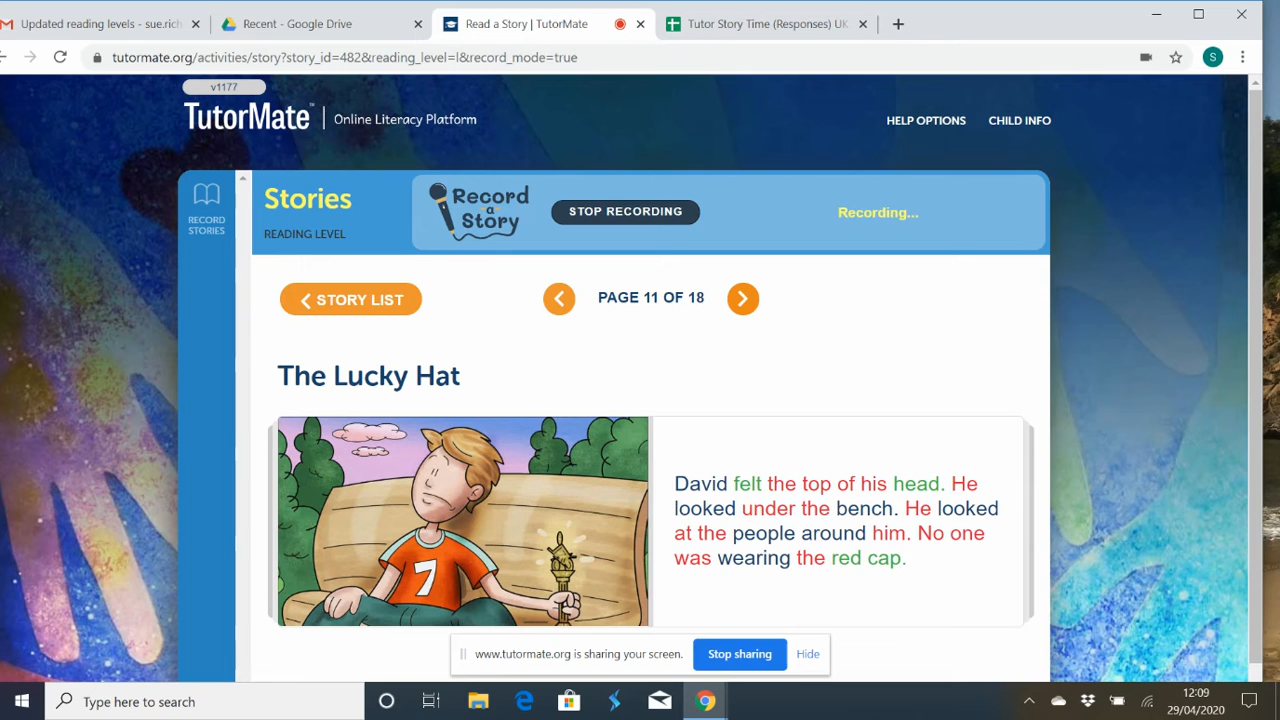 Updated reading levels - sue.rich
Recent - Google Drive
Read a Story | TutorMate
Tutor Story Time (Responses) UK
tutormate.org/activities/story?story_id=482&reading_level=l&record_mode=true
S
v1177
TutorMate™ | Online Literacy Platform
HELP OPTIONS
CHILD INFO
RECORD
STORIES
Stories
READING LEVEL
Record
a
Story
STOP RECORDING
Recording...
STORY LIST
PAGE 11 OF 18
The Lucky Hat
7
David felt the top of his head. He
looked under the bench. He looked
at the people around him. No one
was wearing the red cap.
www.tutormate.org is sharing your screen.
Stop sharing
Hide
Type here to search
12:09
29/04/2020